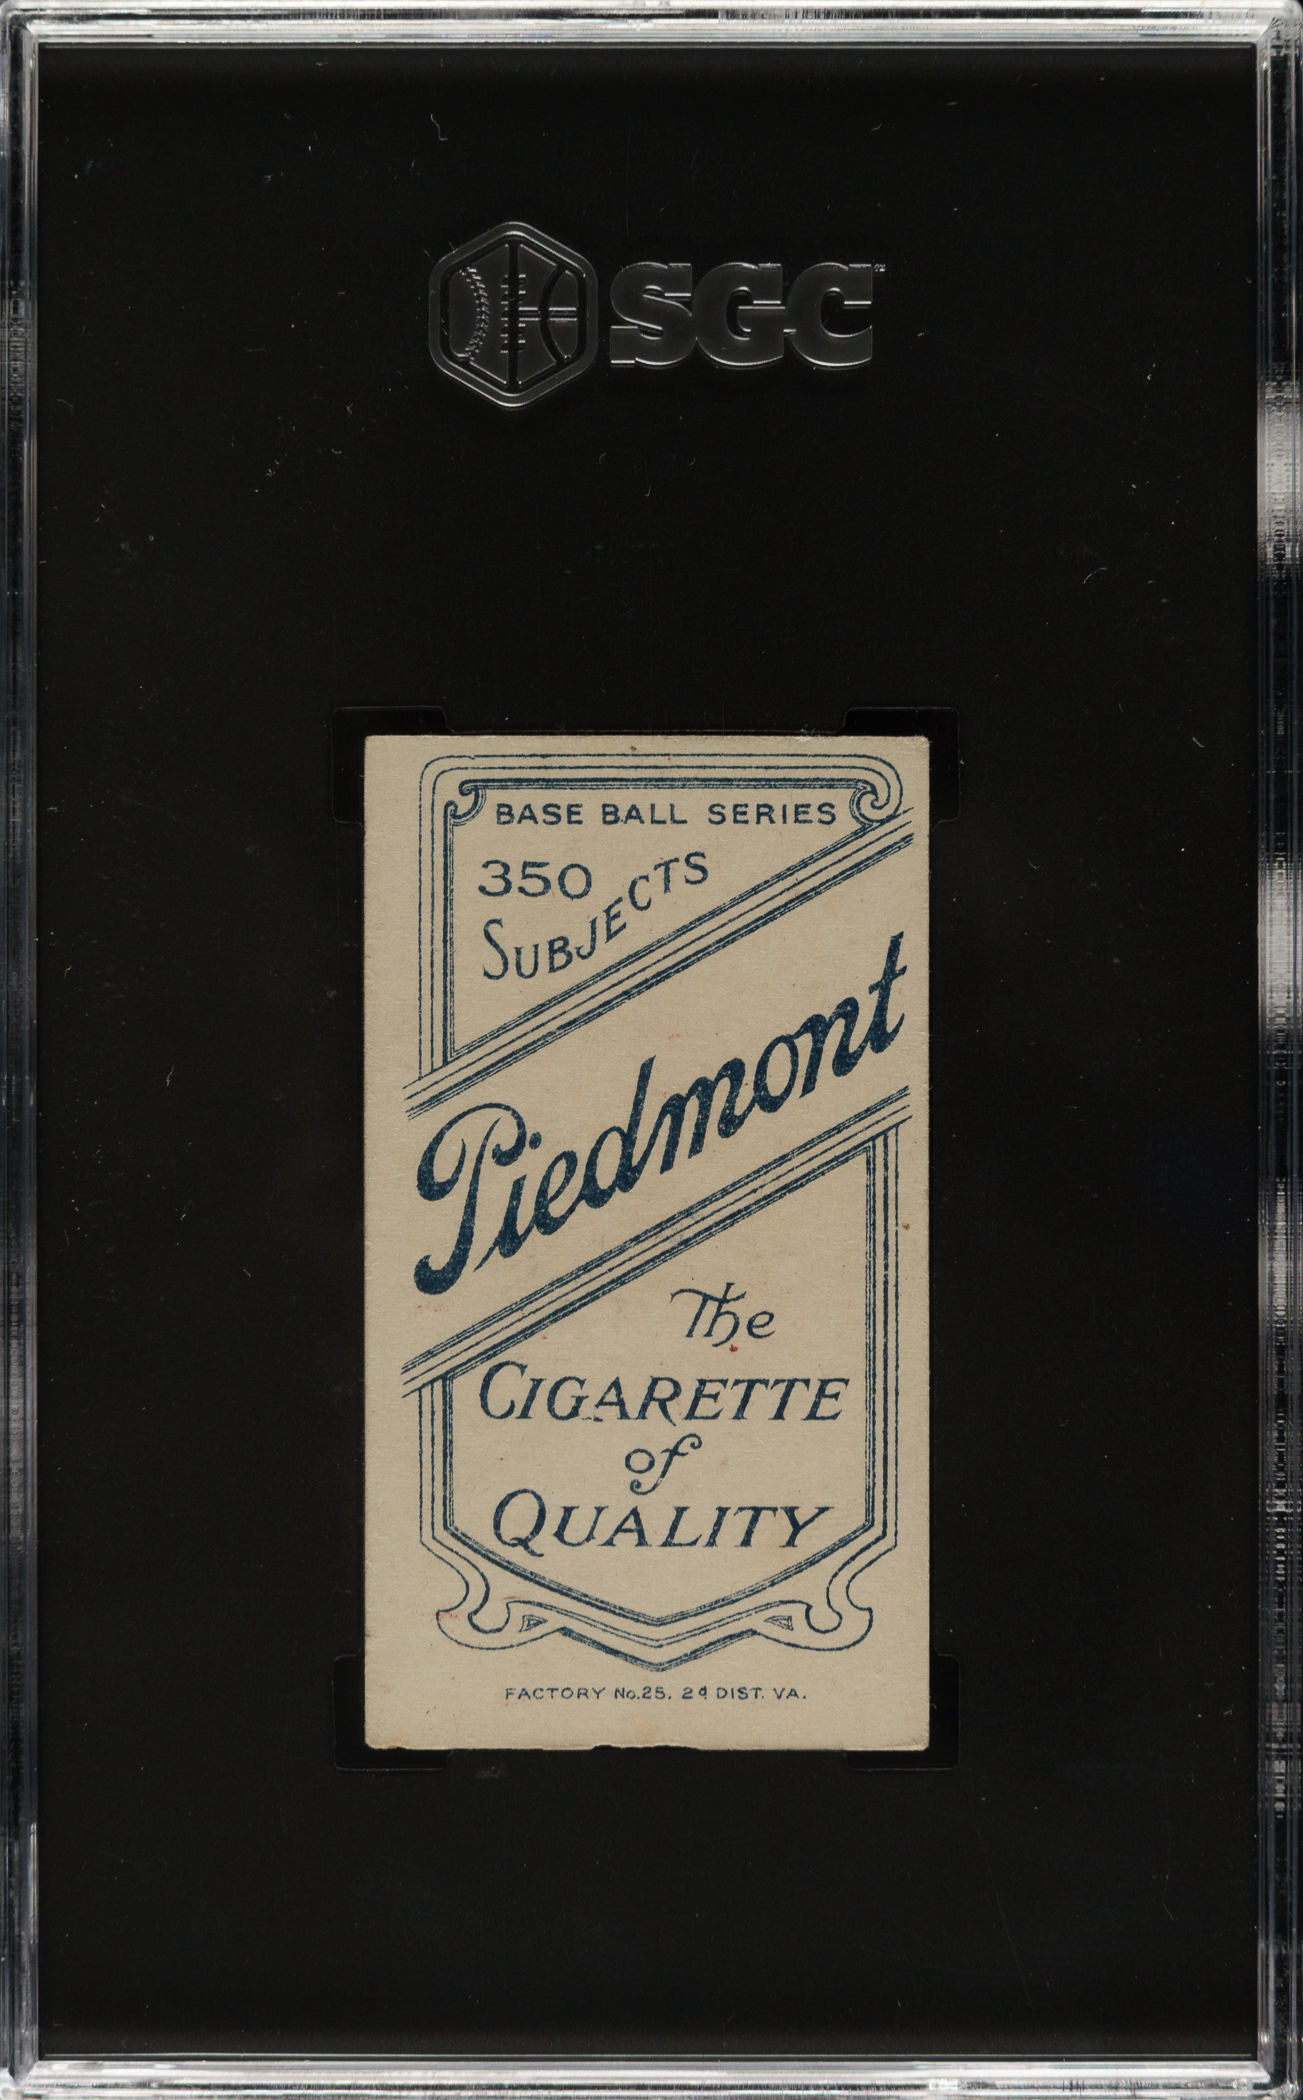 SGC
BASE BALL SERIES
350
SUBJECTS
Piedmont
The
CIGARETTE
of
QUALITY
FACTORY No.25. 2d DIST. VA.